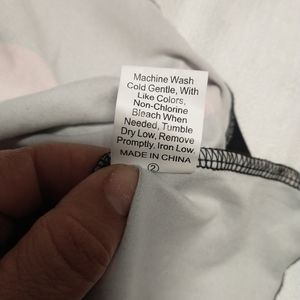 Machine Wash
Cold Gentle, With
Like Colors,
Non-Chlorine
Bleach When
Needed, Tumble
Dry Low, Remove
Promptly, Iron Low.
MADE IN CHINA
②